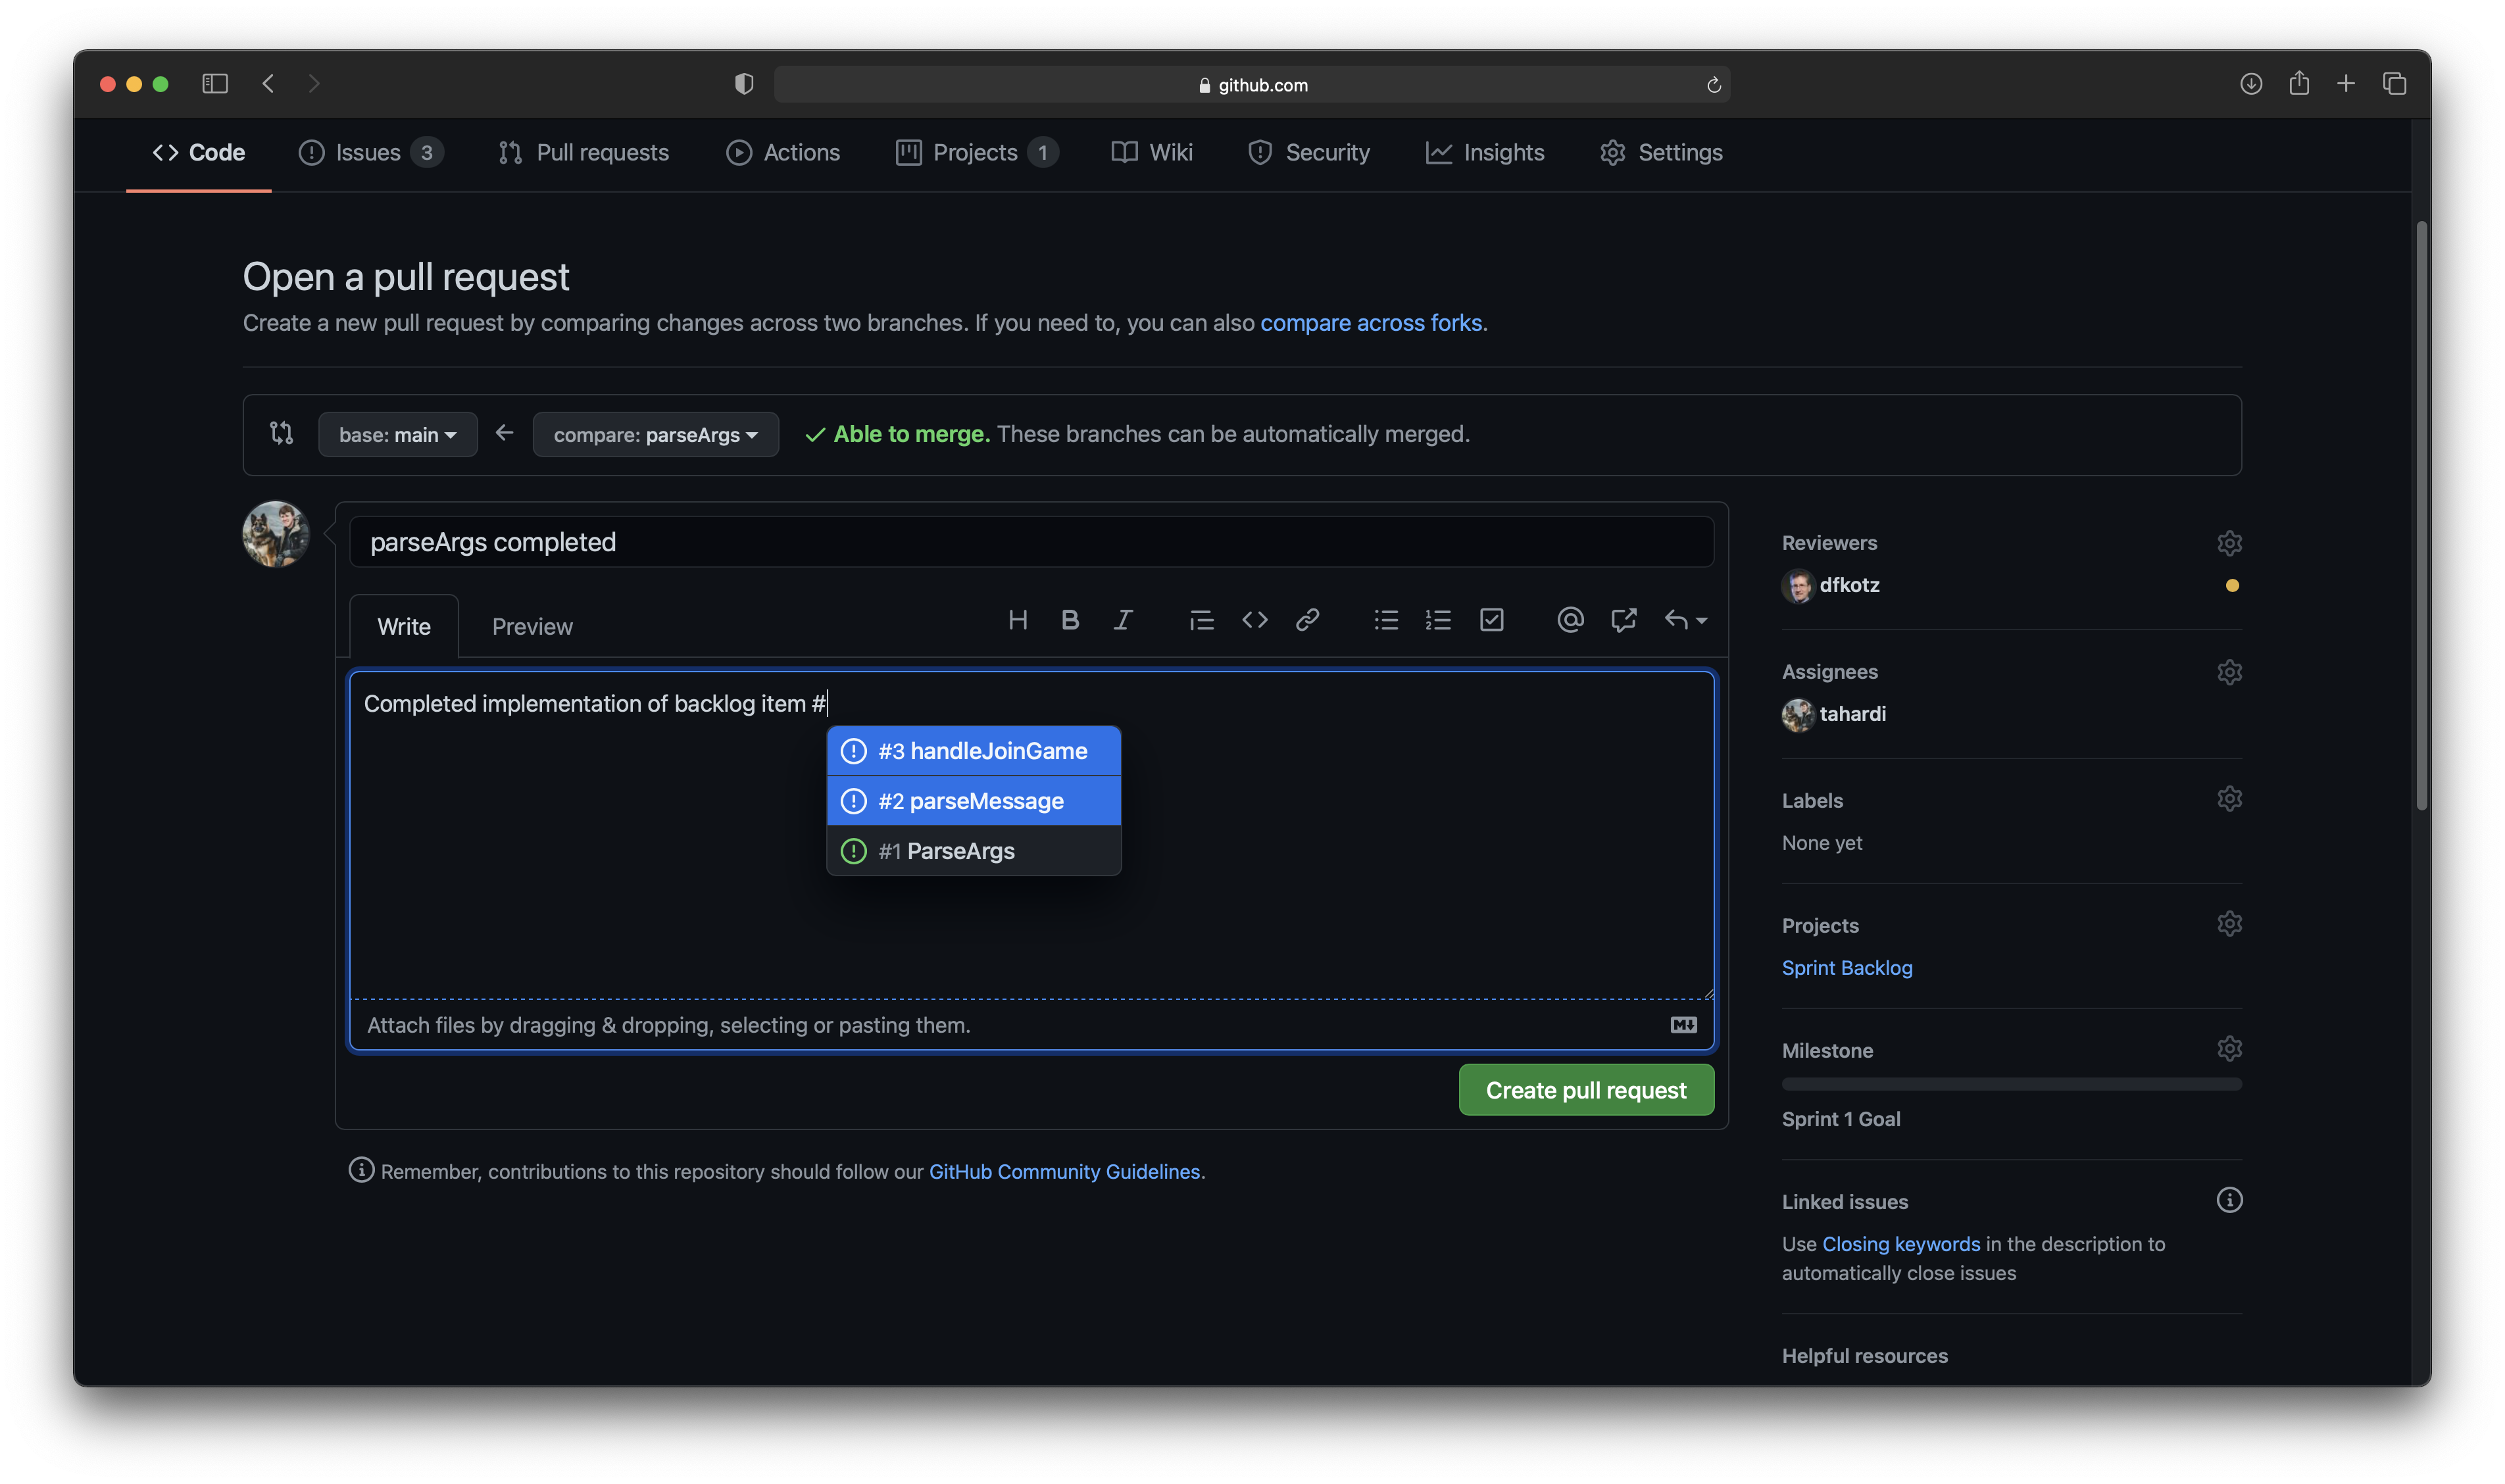 github.com
Code
Issues 3
Pull requests
Actions
Projects 1
Wiki
Security
Insights
Settings
Open a pull request
Create a new pull request by comparing changes across two branches. If you need to, you can also compare across forks.
base: main
compare: parseArgs
Able to merge. These branches can be automatically merged.
parseArgs completed
Write
Preview
Completed implementation of backlog item #
#3 handleJoinGame
#2 parseMessage
#1 ParseArgs
Attach files by dragging & dropping, selecting or pasting them.
Create pull request
Remember, contributions to this repository should follow our GitHub Community Guidelines.
Reviewers
dfkotz
Assignees
tahardi
Labels
None yet
Projects
Sprint Backlog
Milestone
Sprint 1 Goal
Linked issues
Use Closing keywords in the description to
automatically close issues
Helpful resources